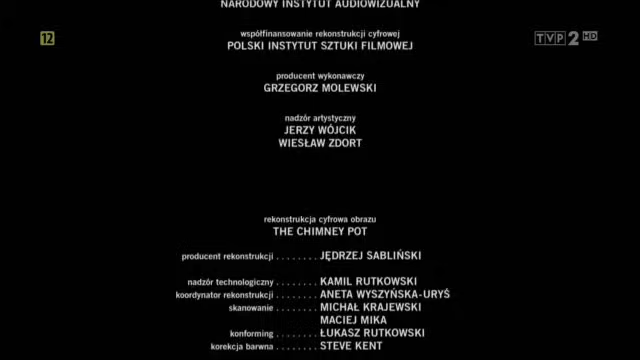 NARODOWY INSTYTUT AUDIOWIZUALNY
12
TVP2 HD
współfinansowanie rekonstrukcji cyfrowej
POLSKI INSTYTUT SZTUKI FILMOWEJ
producent wykonawczy
GRZEGORZ MOLEWSKI
nadzór artystyczny
JERZY WÓJCIK
WIESŁAW ZDORT
rekonstrukcja cyfrowa obrazu
THE CHIMNEY POT
producent rekonstrukcji . . . . . . . . JĘDRZEJ SABLIŃSKI
nadzór technologiczny . . . . . . . . KAMIL RUTKOWSKI
koordynator rekonstrukcji . . . . . . . . ANETA WYSZYŃSKA-URYŚ
skanowanie . . . . . . . . MICHAŁ KRAJEWSKI
MACIEJ MIKA
konforming . . . . . . . . ŁUKASZ RUTKOWSKI
korekcja barwna . . . . . . . . STEVE KENT